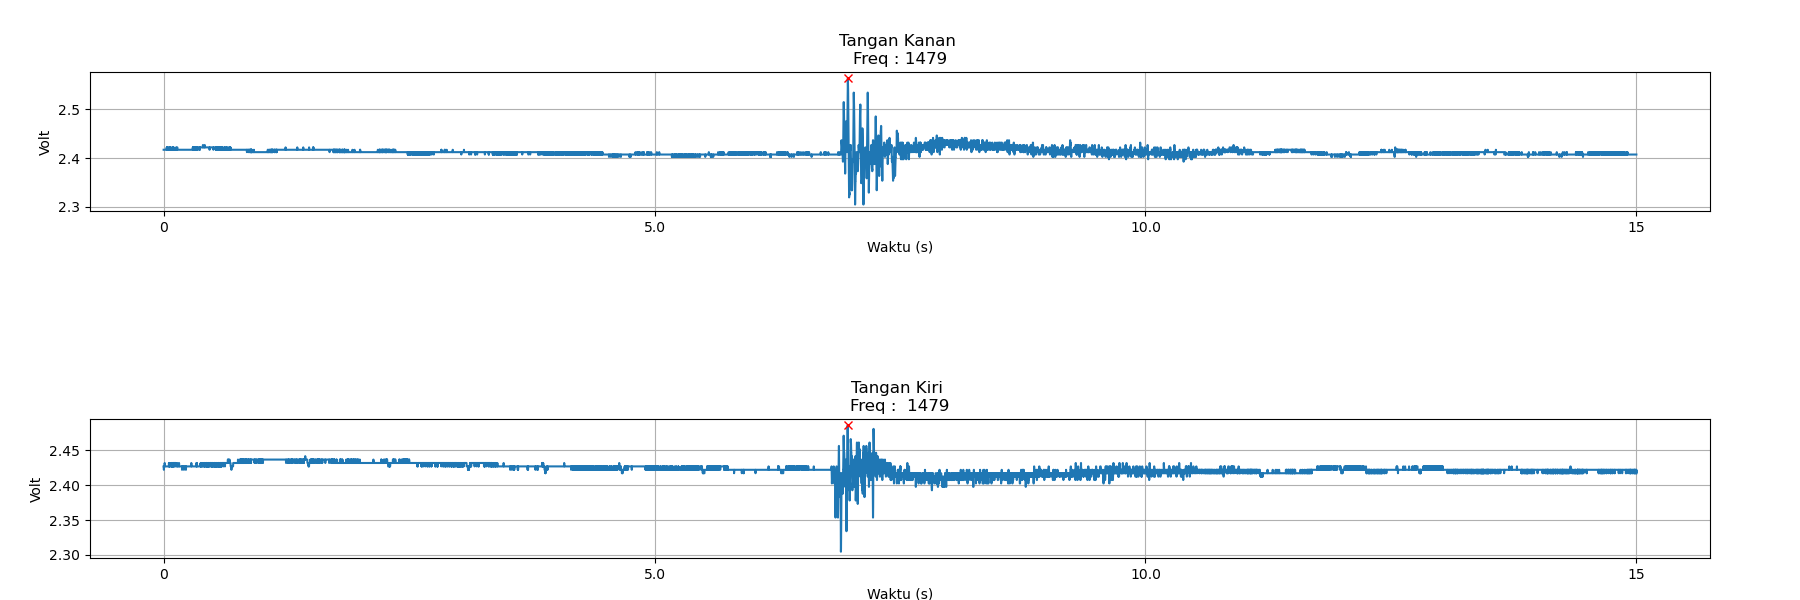 Tangan Kanan
Freq : 1479
Volt
2.5
2.4
2.3
0 5.0 10.0 15
Waktu (s)
Tangan Kiri
Freq :  1479
Volt
2.45
2.40
2.35
2.30
0 5.0 10.0 15
Waktu (s)